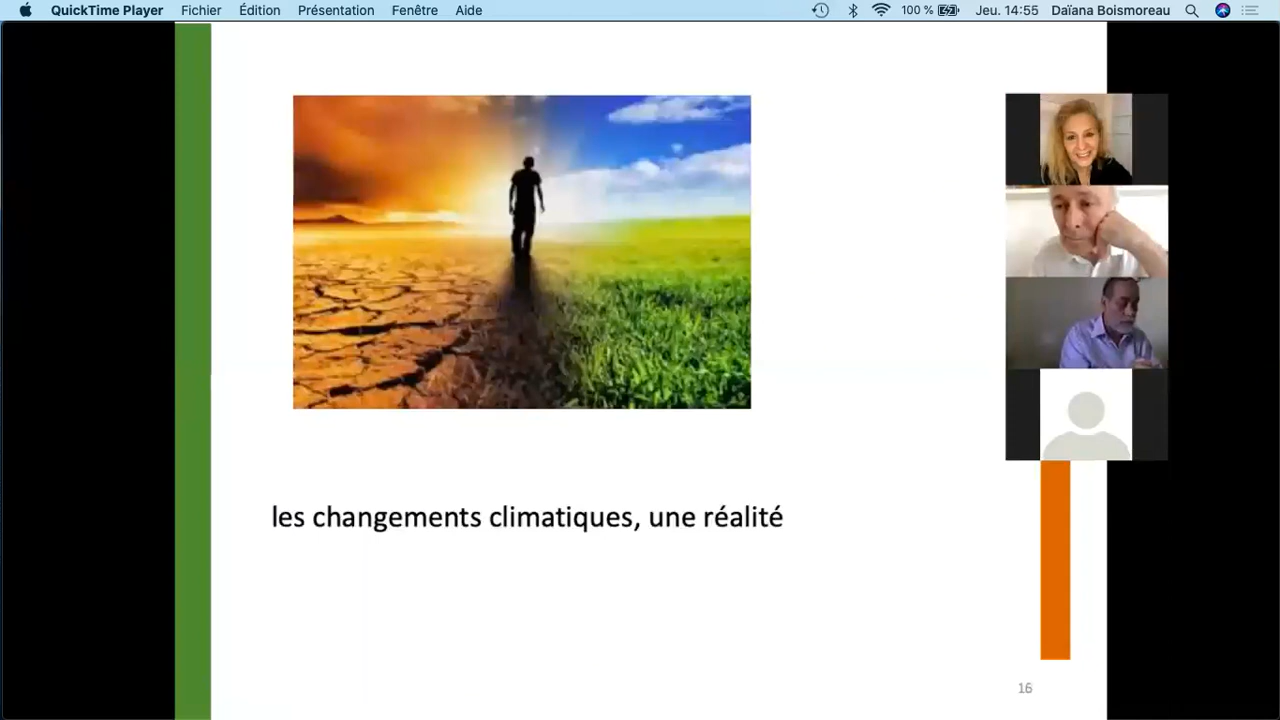 QuickTime Player Fichier Édition Présentation Fenêtre Aide 100 % Jeu. 14:55 Daïana Boismoreau
les changements climatiques, une réalité
16